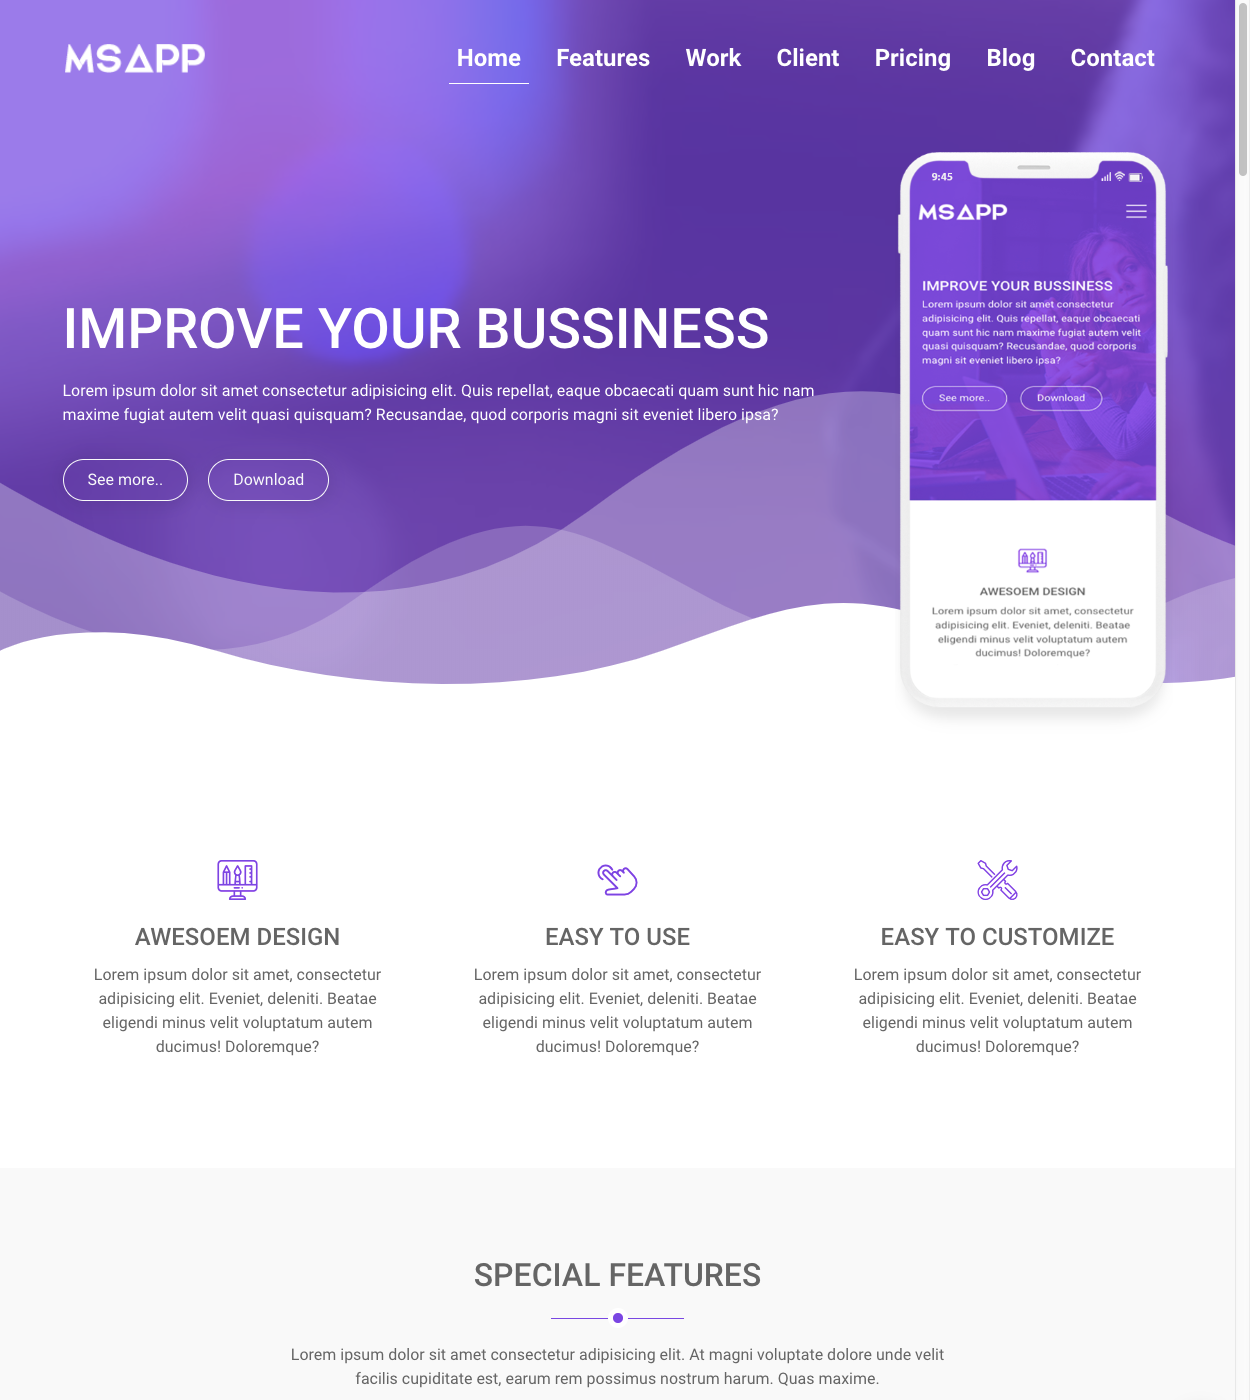 MSAPP
Home Features Work Client Pricing Blog Contact
IMPROVE YOUR BUSSINESS
Lorem ipsum dolor sit amet consectetur adipisicing elit. Quis repellat, eaque obcaecati quam sunt hic nam
maxime fugiat autem velit quasi quisquam? Recusandae, quod corporis magni sit eveniet libero ipsa?
See more.. Download
9:45
MSAPP
IMPROVE YOUR BUSSINESS
Lorem ipsum dolor sit amet consectetur
adipisicing elit. Quis repellat, eaque obcaecati
quam sunt hic nam maxime fugiat autem velit
quasi quisquam? Recusandae, quod corporis
magni sit eveniet libero ipsa?
See more.. Download
AWESOEM DESIGN
Lorem ipsum dolor sit amet, consectetur
adipisicing elit. Eveniet, deleniti. Beatae
eligendi minus velit voluptatum autem
ducimus! Doloremque?
AWESOEM DESIGN
Lorem ipsum dolor sit amet, consectetur
adipisicing elit. Eveniet, deleniti. Beatae
eligendi minus velit voluptatum autem
ducimus! Doloremque?
EASY TO USE
Lorem ipsum dolor sit amet, consectetur
adipisicing elit. Eveniet, deleniti. Beatae
eligendi minus velit voluptatum autem
ducimus! Doloremque?
EASY TO CUSTOMIZE
Lorem ipsum dolor sit amet, consectetur
adipisicing elit. Eveniet, deleniti. Beatae
eligendi minus velit voluptatum autem
ducimus! Doloremque?
SPECIAL FEATURES
Lorem ipsum dolor sit amet consectetur adipisicing elit. At magni voluptate dolore unde velit
facilis cupiditate est, earum rem possimus nostrum harum. Quas maxime.